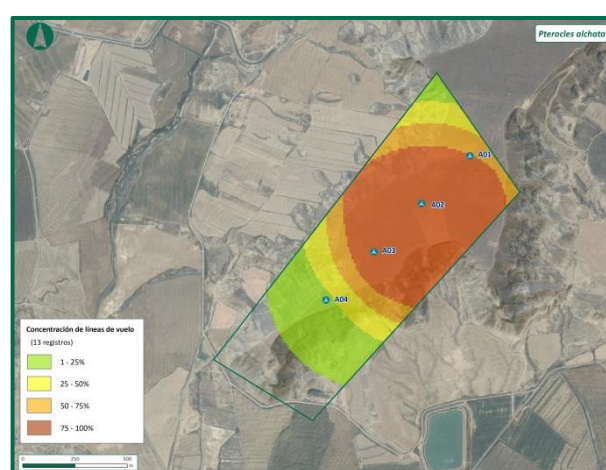 Pterocles alchata
A01
A02
A03
A04
Concentración de líneas de vuelo
(13 registros)
1 - 25%
25 - 50%
50 - 75%
75 - 100%
0 250 500
m